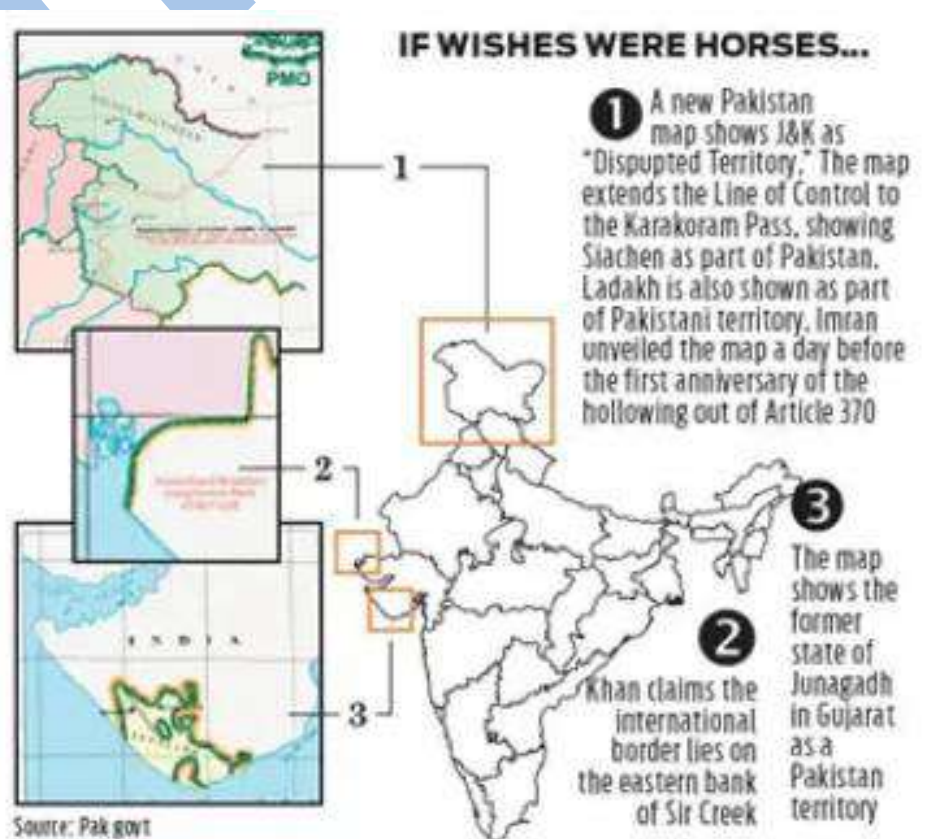 IF WISHES WERE HORSES...
PMO
1 A new Pakistan
map shows J&K as
"Dispupted Territory." The map
extends the Line of Control to
the Karakoram Pass, showing
Siachen as part of Pakistan.
Ladakh is also shown as part
of Pakistani territory. Imran
unveiled the map a day before
the first anniversary of the
hollowing out of Article 370
1
2
3
INDIA
2
Khan claims the
international
border lies on
the eastern bank
of Sir Creek
3
The map
shows the
former
state of
Junagadh
in Gujarat
as a
Pakistan
territory
Source: Pak govt